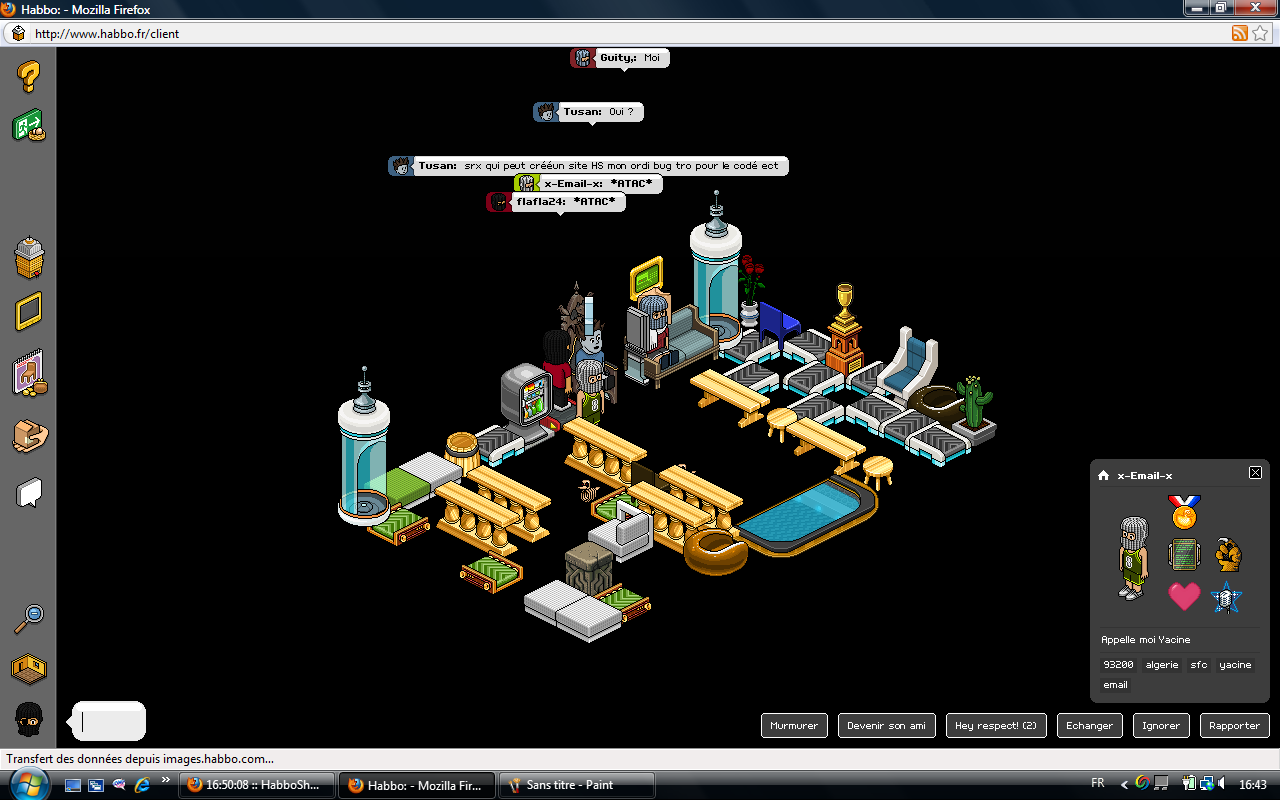 Habbo: - Mozilla Firefox
http://www.habbo.fr/client
Guity,: Moi
Tusan: Oui ?
Tusan: srx qui peut crééun site HS mon ordi bug tro pour le codé ect
x-Email-x: *ATAC*
flafla24: *ATAC*
x-Email-x
Appelle moi Yacine
93200 algerie sfc yacine
email
Murmurer Devenir son ami Hey respect! (2) Echanger Ignorer Rapporter
Transfert des données depuis images.habbo.com...
16:50:08 :: HabboSh... Habbo: - Mozilla Fir... Sans titre - Paint FR 16:43